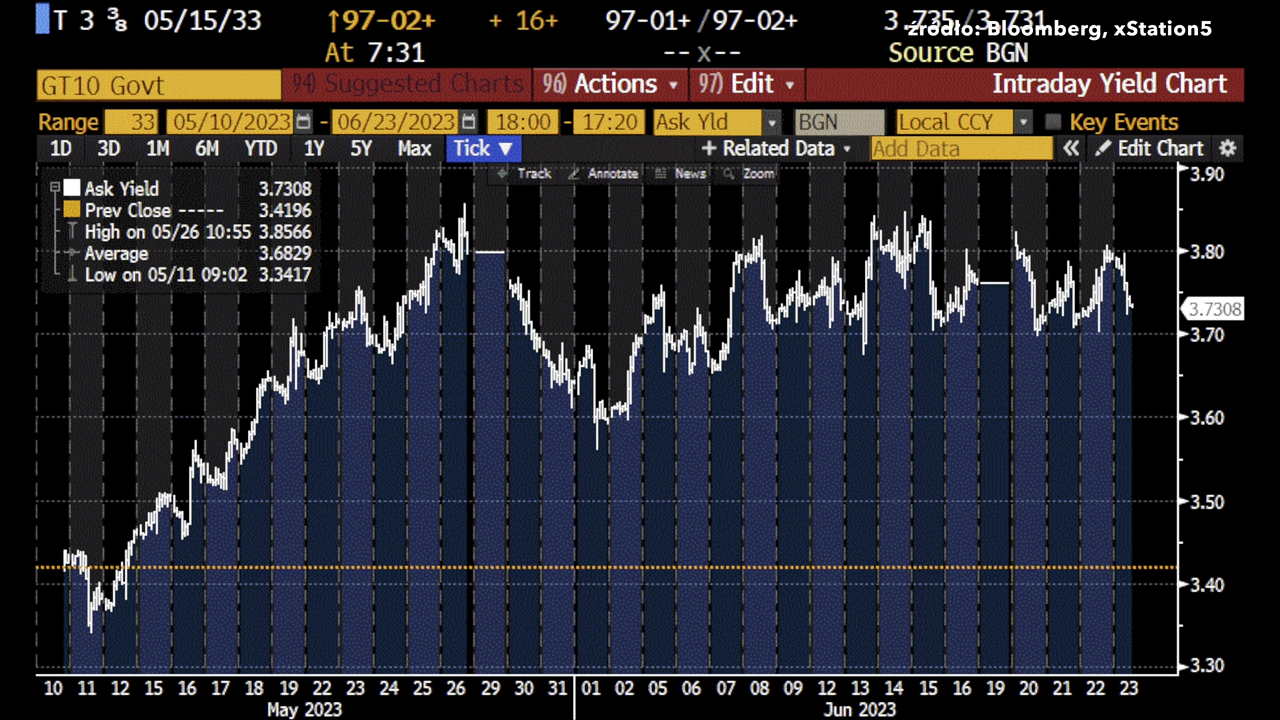 T 3 ⅜ 05/15/33 ↑97-02+ + 16+ 97-01+ /97-02+ 3.735/3.731
źródło: Bloomberg, xStation5
At 7:31 -- x -- Source BGN
GT10 Govt 94) Suggested Charts 96) Actions 97) Edit Intraday Yield Chart
Range 33 05/10/2023 - 06/23/2023 18:00 - 17:20 Ask Yld BGN Local CCY Key Events
1D 3D 1M 6M YTD 1Y 5Y Max Tick ▼ + Related Data Add Data « Edit Chart
Track Annotate News Zoom
Ask Yield 3.7308
Prev Close ----- 3.4196
High on 05/26 10:55 3.8566
Average 3.6829
Low on 05/11 09:02 3.3417
3.90
3.80
3.7308
3.70
3.60
3.50
3.40
3.30
10 11 12 15 16 17 18 19 22 23 24 25 26 29 30 31 01 02 05 06 07 08 09 12 13 14 15 16 19 20 21 22 23
May 2023 Jun 2023